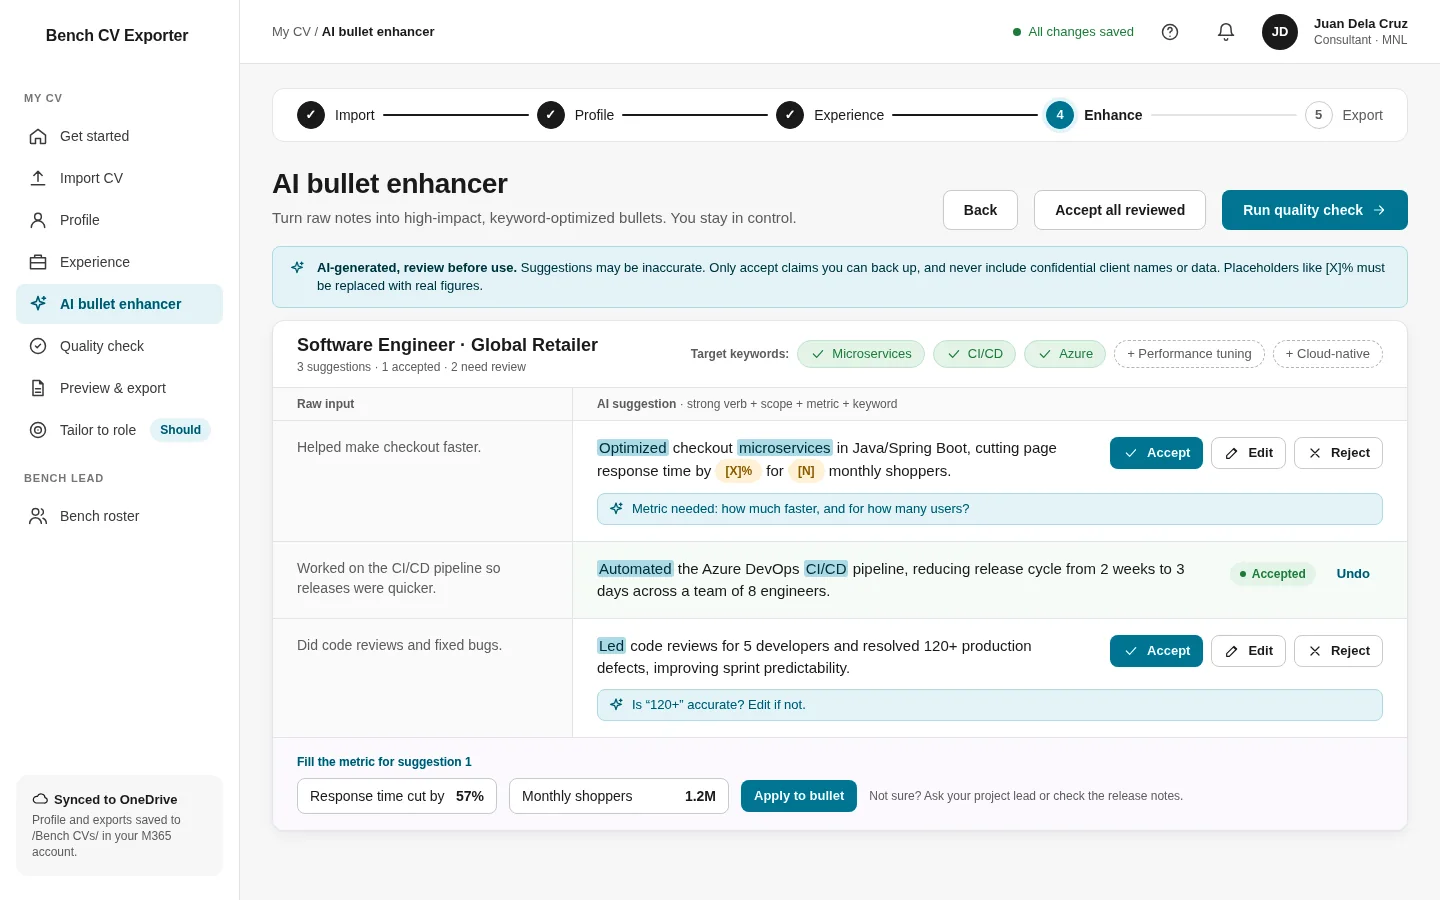 Bench CV Exporter
MY CV
Get started
Import CV
Profile
Experience
AI bullet enhancer
Quality check
Preview & export
Tailor to role Should
BENCH LEAD
Bench roster
Synced to OneDrive
Profile and exports saved to
/Bench CVs/ in your M365
account.
My CV / AI bullet enhancer
All changes saved
JD
Juan Dela Cruz
Consultant · MNL
✓ Import ✓ Profile ✓ Experience 4 Enhance 5 Export
AI bullet enhancer
Turn raw notes into high-impact, keyword-optimized bullets. You stay in control.
Back Accept all reviewed Run quality check →
AI-generated, review before use. Suggestions may be inaccurate. Only accept claims you can back up, and never include confidential client names or data. Placeholders like [X]% must
be replaced with real figures.
Software Engineer · Global Retailer
3 suggestions · 1 accepted · 2 need review
Target keywords: Microservices CI/CD Azure + Performance tuning + Cloud-native
Raw input
AI suggestion · strong verb + scope + metric + keyword
Helped make checkout faster.
Optimized checkout microservices in Java/Spring Boot, cutting page
response time by [X]% for [N] monthly shoppers.
Accept Edit Reject
Metric needed: how much faster, and for how many users?
Worked on the CI/CD pipeline so
releases were quicker.
Automated the Azure DevOps CI/CD pipeline, reducing release cycle from 2 weeks to 3
days across a team of 8 engineers.
Accepted Undo
Did code reviews and fixed bugs.
Led code reviews for 5 developers and resolved 120+ production
defects, improving sprint predictability.
Accept Edit Reject
Is “120+” accurate? Edit if not.
Fill the metric for suggestion 1
Response time cut by 57% Monthly shoppers 1.2M Apply to bullet Not sure? Ask your project lead or check the release notes.